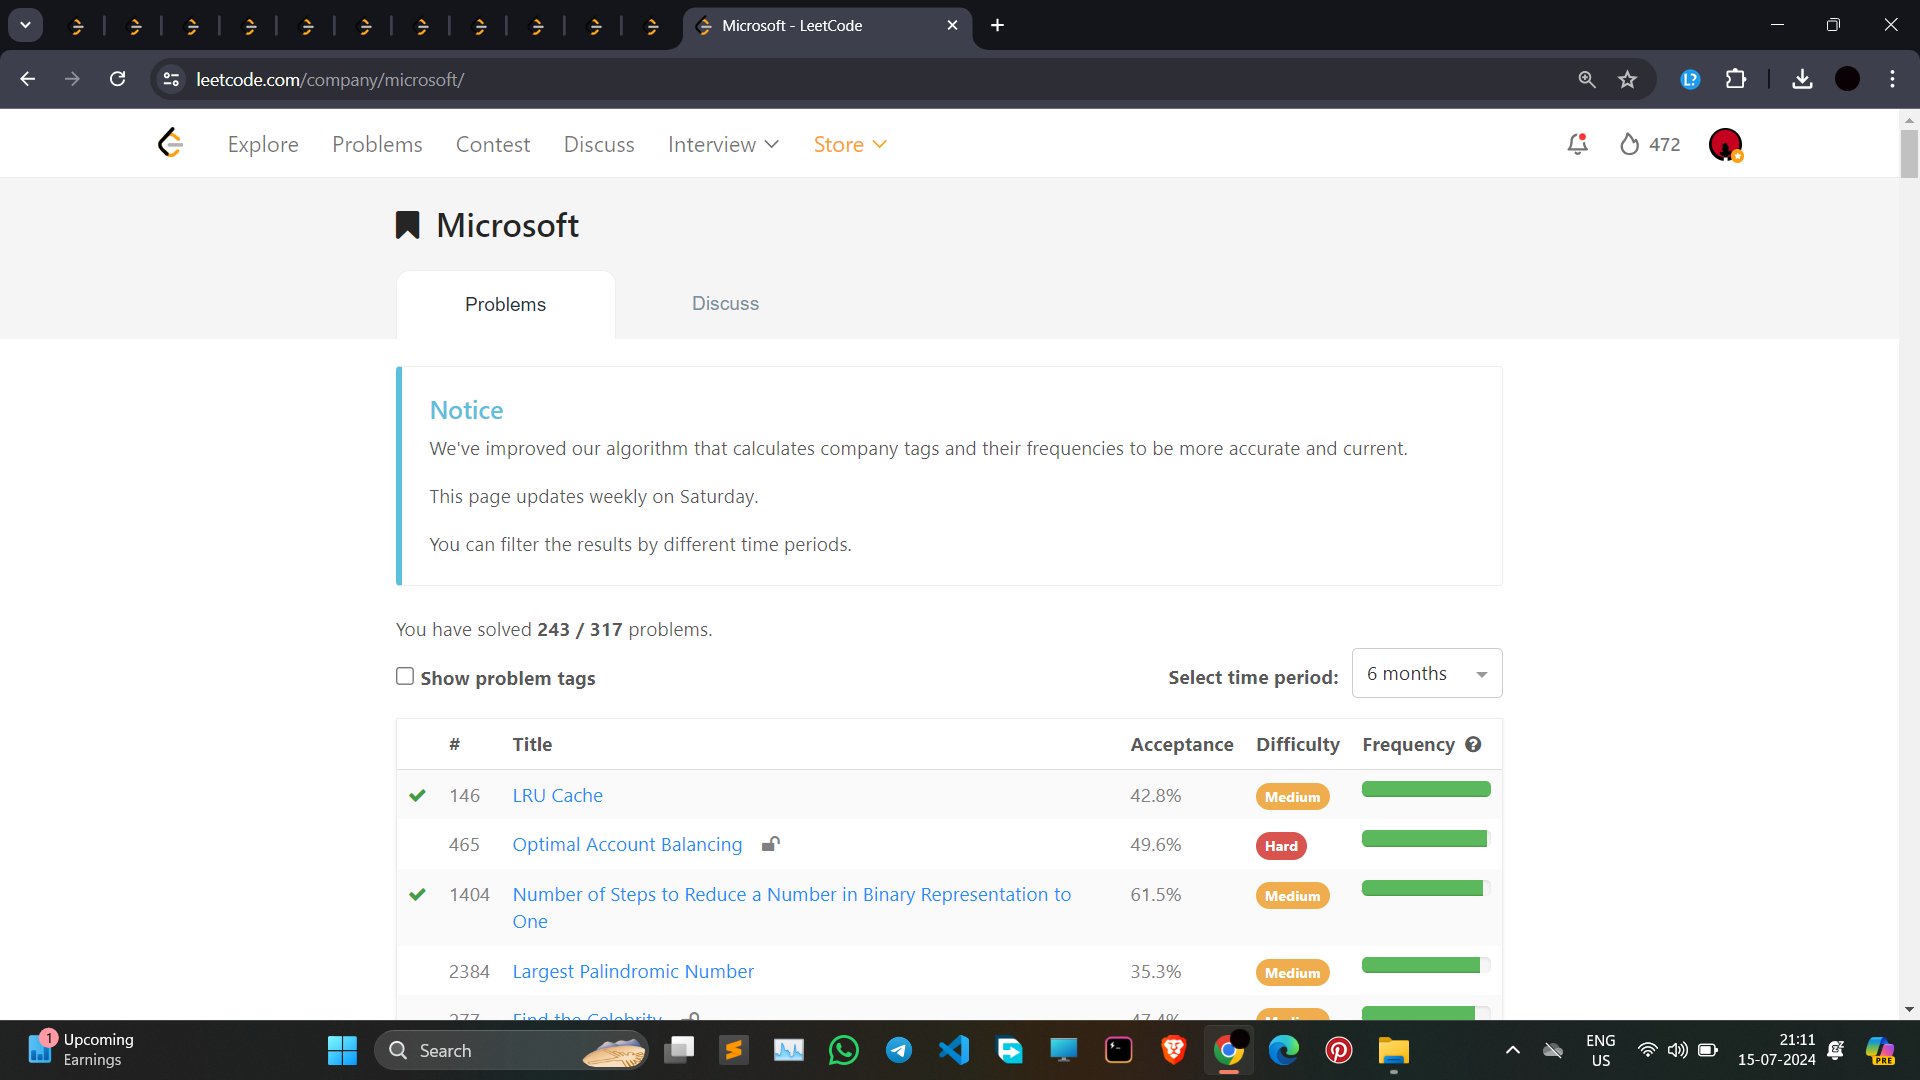 Microsoft - LeetCode
leetcode.com/company/microsoft/
Explore Problems Contest Discuss Interview Store 472
Microsoft
Problems Discuss
Notice
We've improved our algorithm that calculates company tags and their frequencies to be more accurate and current.
This page updates weekly on Saturday.
You can filter the results by different time periods.
You have solved 243 / 317 problems.
Show problem tags Select time period: 6 months
# Title Acceptance Difficulty Frequency ?
146 LRU Cache 42.8% Medium
465 Optimal Account Balancing 49.6% Hard
1404 Number of Steps to Reduce a Number in Binary Representation to 61.5% Medium
One
2384 Largest Palindromic Number 35.3% Medium
277 Find the Celebrity 47.4% Medium
1 Upcoming
Earnings
Search
ENG
US
21:11
15-07-2024
PRE
L?